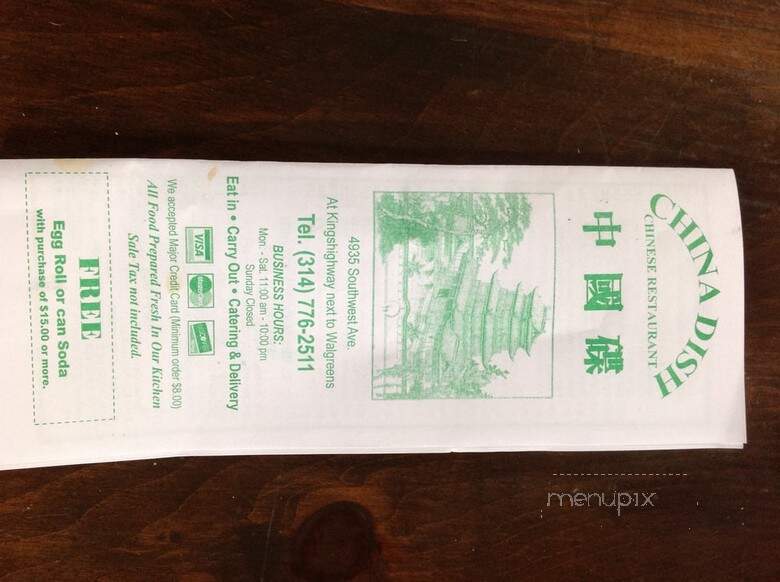 CHINA DISH
CHINESE RESTAURANT
中國碟
4935 Southwest Ave.
At Kingshighway next to Walgreens
Tel. (314) 776-2511
BUSINESS HOURS:
Mon. - Sat. 11:00 am - 10:00 pm
Sunday Closed
Eat in • Carry Out • Catering & Delivery
VISA
We accepted Major Credit Card (Minimum order $8.00)
All Food Prepared Fresh In Our Kitchen
Sale Tax not included.
FREE
Egg Roll or can Soda
with purchase of $15.00 or more.
menupix